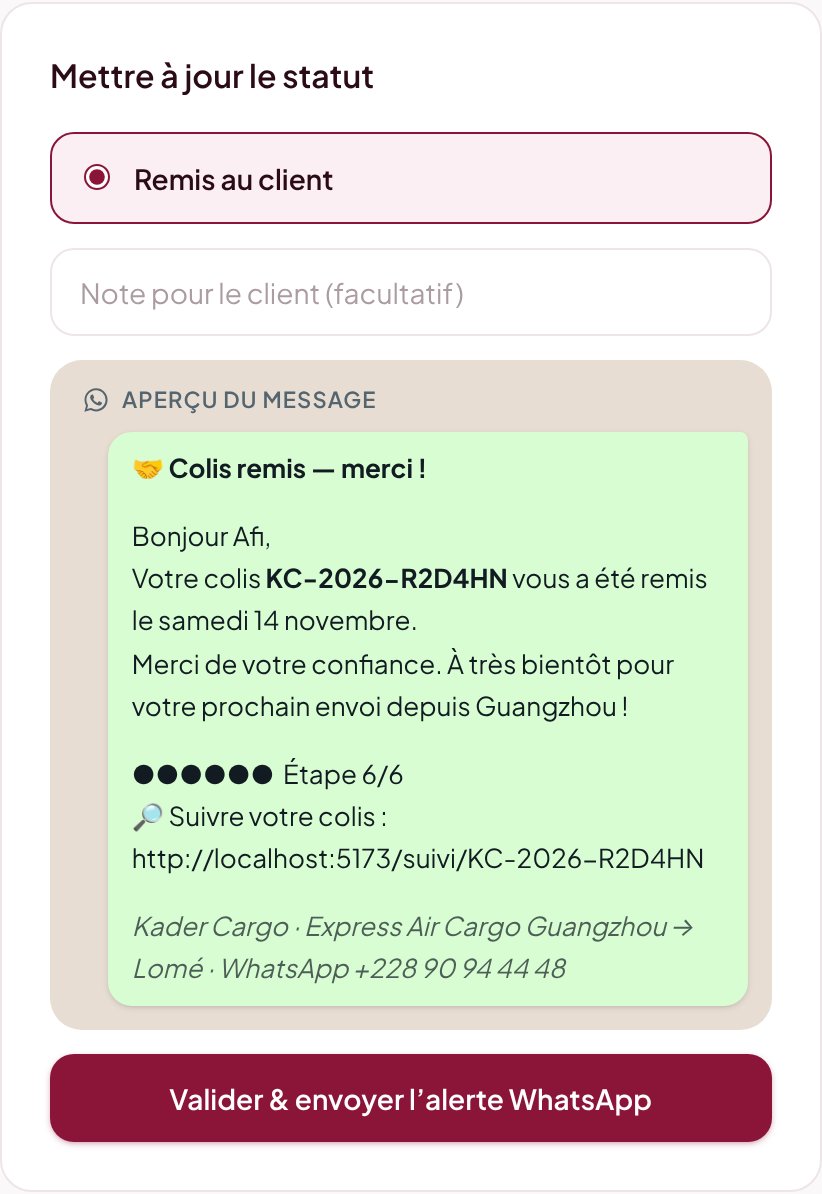 Mettre à jour le statut
Remis au client
Note pour le client (facultatif)
APERÇU DU MESSAGE
🤝 Colis remis — merci !
Bonjour Afi,
Votre colis KC-2026-R2D4HN vous a été remis
le samedi 14 novembre.
Merci de votre confiance. À très bientôt pour
votre prochain envoi depuis Guangzhou !
●●●●●● Étape 6/6
🔎 Suivre votre colis :
http://localhost:5173/suivi/KC-2026-R2D4HN
Kader Cargo · Express Air Cargo Guangzhou →
Lomé · WhatsApp +228 90 94 44 48
Valider & envoyer l’alerte WhatsApp